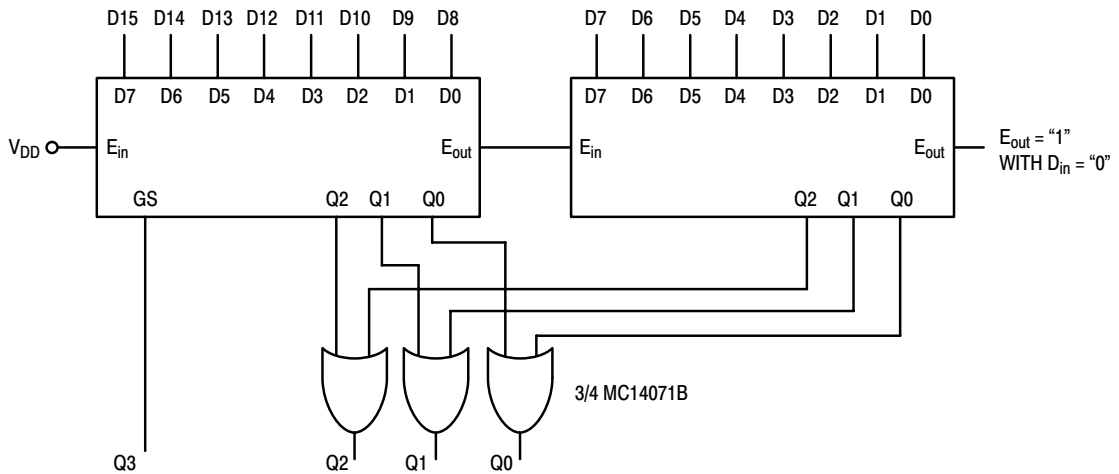 D15 D14 D13 D12 D11 D10 D9 D8 D7 D6 D5 D4 D3 D2 D1 D0
D7 D6 D5 D4 D3 D2 D1 D0 D7 D6 D5 D4 D3 D2 D1 D0
VDD Ein Eout Ein Eout Eout = “1”
WITH Din = “0”
GS Q2 Q1 Q0 Q2 Q1 Q0
3/4 MC14071B
Q3 Q2 Q1 Q0